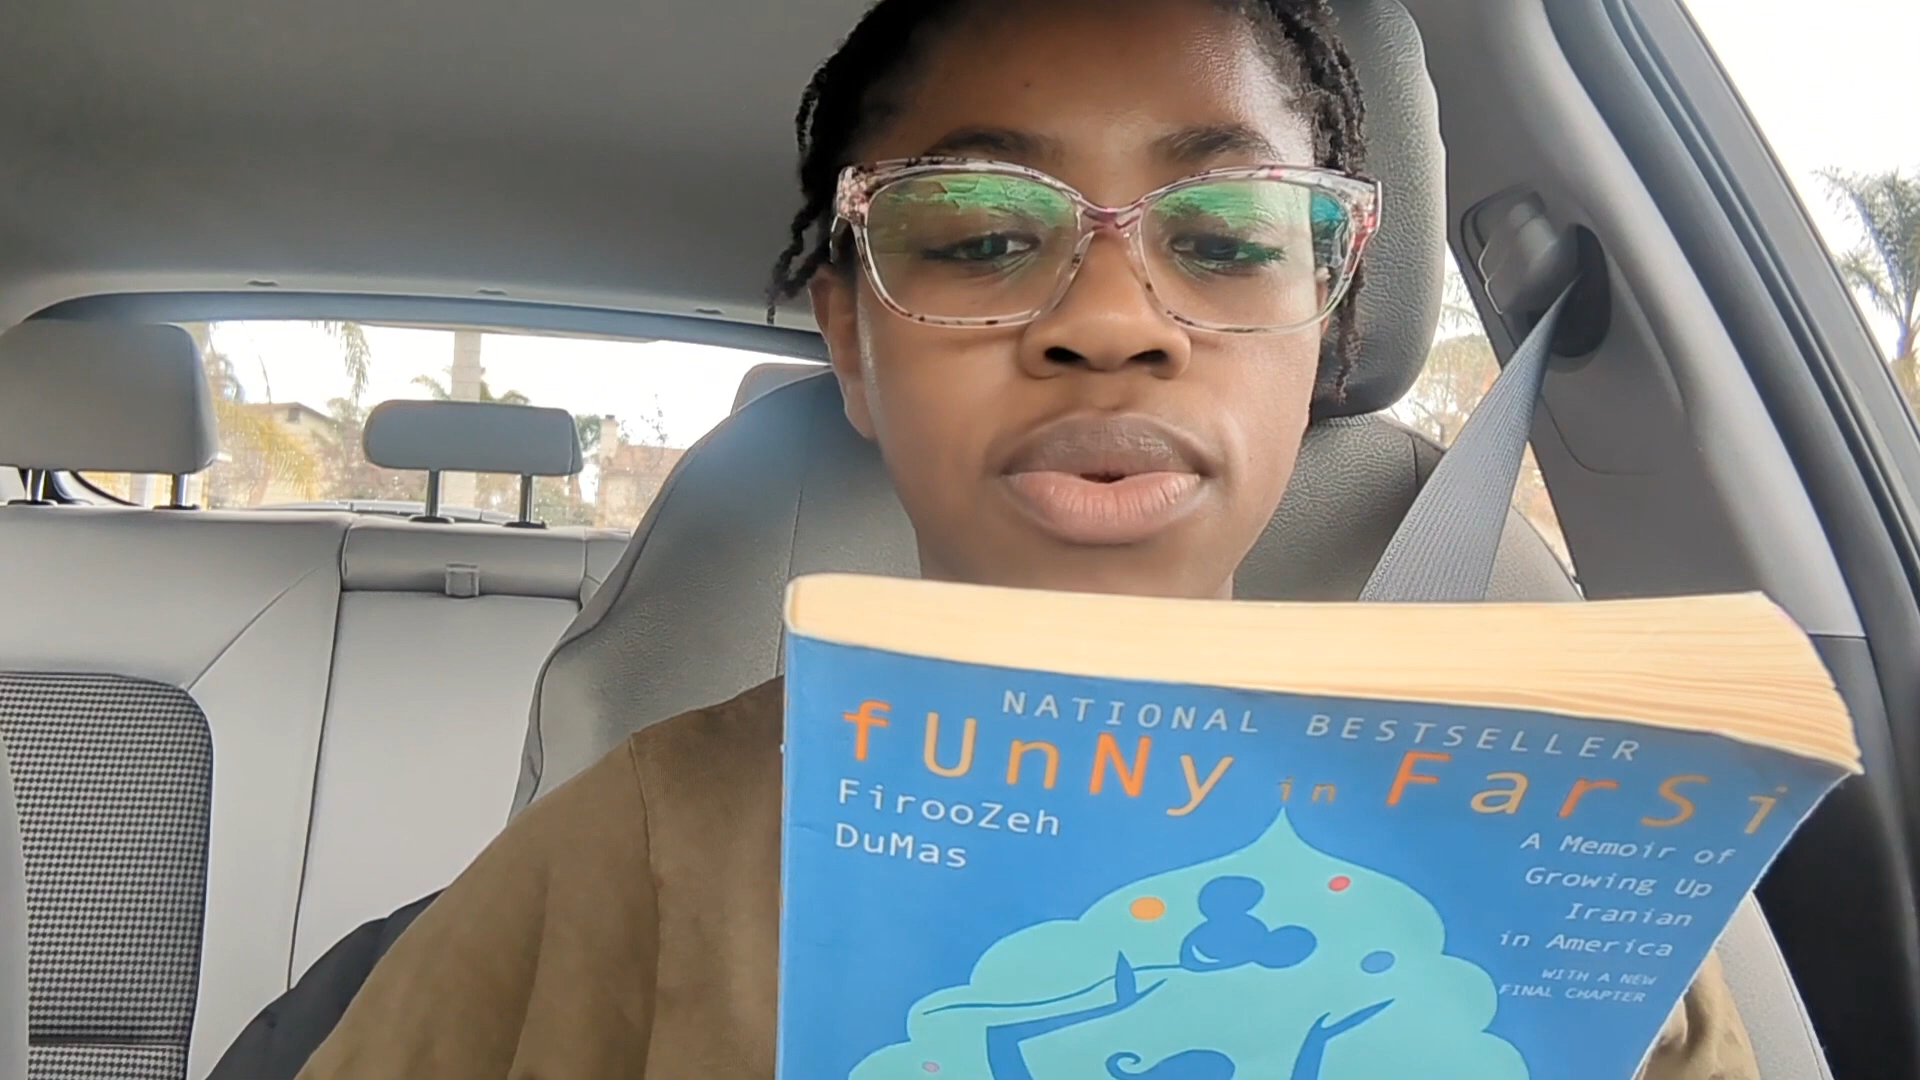 NATIONAL BESTSELLER
fUnNy in FarSi
FirooZeh
DuMas
A Memoir of
Growing Up
Iranian
in America
WITH A NEW
FINAL CHAPTER